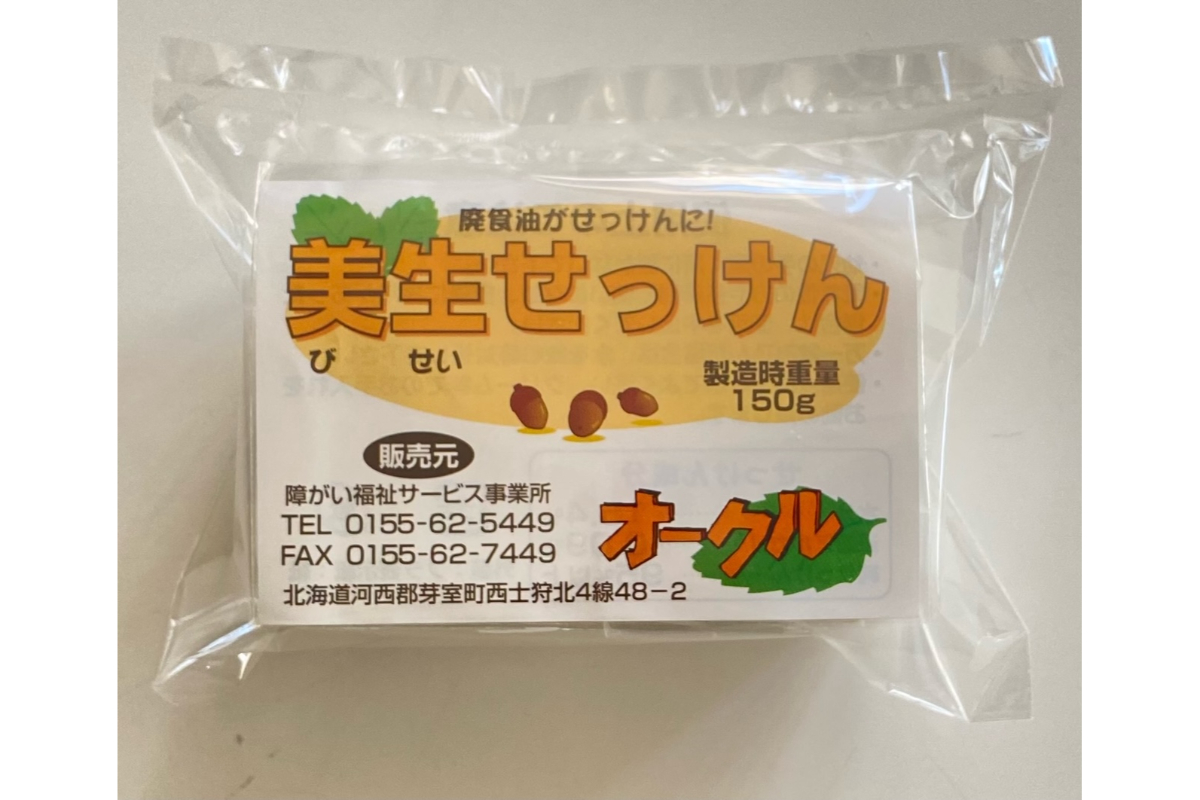 廃食油がせっけんに!
美生せっけん
び せい
製造時重量
150g
販売元
障がい福祉サービス事業所
TEL 0155-62-5449
FAX 0155-62-7449
オークル
北海道河西郡芽室町西士狩北4線48-2